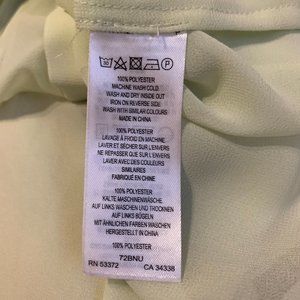 30 P
100% POLYESTER
MACHINE WASH COLD
WASH AND DRY INSIDE OUT
IRON ON REVERSE SIDE
WASH WITH SIMILAR COLOURS
MADE IN CHINA
100% POLYESTER
LAVAGE À FROID EN MACHINE
LAVER ET SÉCHER SUR L'ENVERS
NE REPASSER QUE SUR L'ENVERS
LAVER AVEC DES COULEURS
SIMILAIRES
FABRIQUÉ EN CHINE
100% POLYESTER
KALTE MASCHINENWÄSCHE
AUF LINKS WASCHEN UND TROCKNEN
AUF LINKS BÜGELN
MIT ÄHNLICHEN FARBEN WASCHEN
HERGESTELLT IN CHINA
100% POLYESTER
72BNU
RN 53372 CA 34338